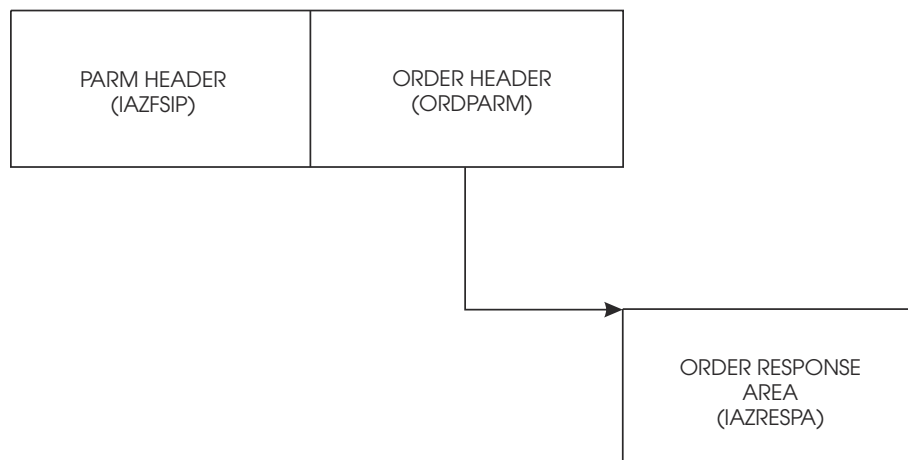 PARM HEADER
(IAZFSIP)
ORDER HEADER
(ORDPARM)
ORDER RESPONSE
AREA
(IAZRESPA)